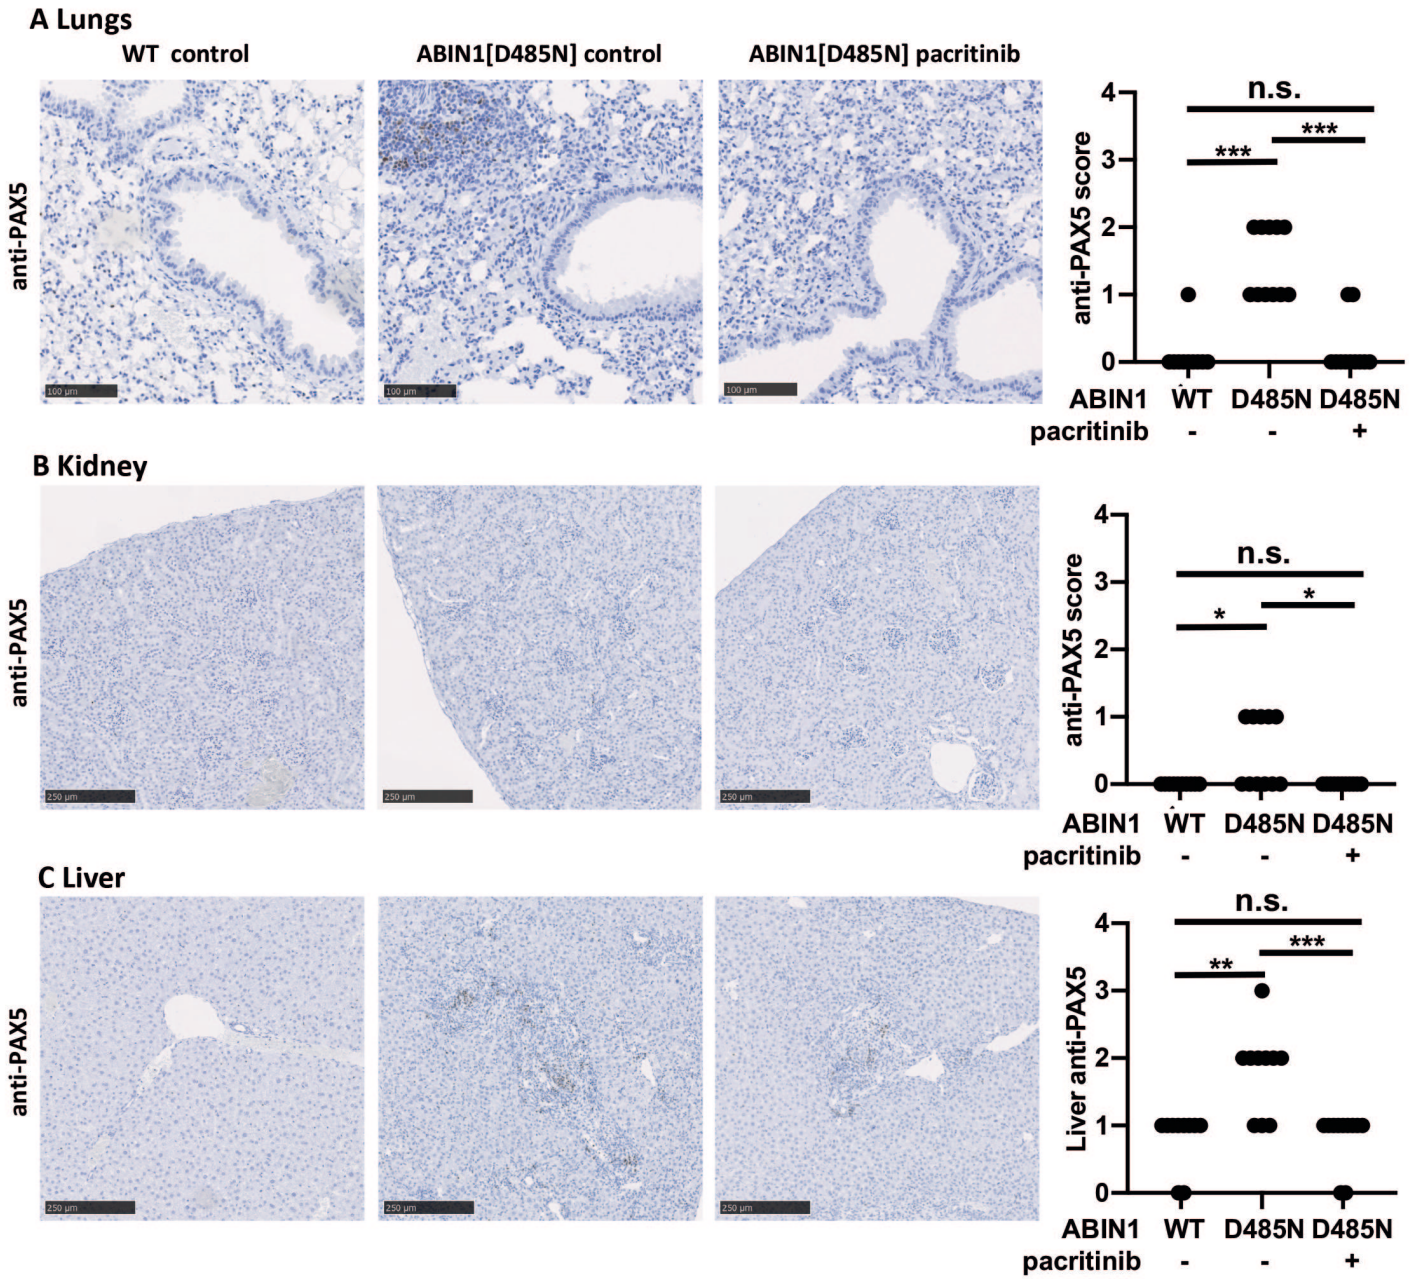 A Lungs
WT control
ABIN1[D485N] control
ABIN1[D485N] pacritinib
anti-PAX5
100 µm
100 µm
100 µm
anti-PAX5 score
4
3
2
1
0
n.s.
***
***
ABIN1 WT D485N D485N
pacritinib - - +
B Kidney
anti-PAX5
250 µm
250 µm
250 µm
anti-PAX5 score
4
3
2
1
0
n.s.
*
*
ABIN1 WT D485N D485N
pacritinib - - +
C Liver
anti-PAX5
250 µm
250 µm
250 µm
Liver anti-PAX5
4
3
2
1
0
n.s.
***
**
ABIN1 WT D485N D485N
pacritinib - - +